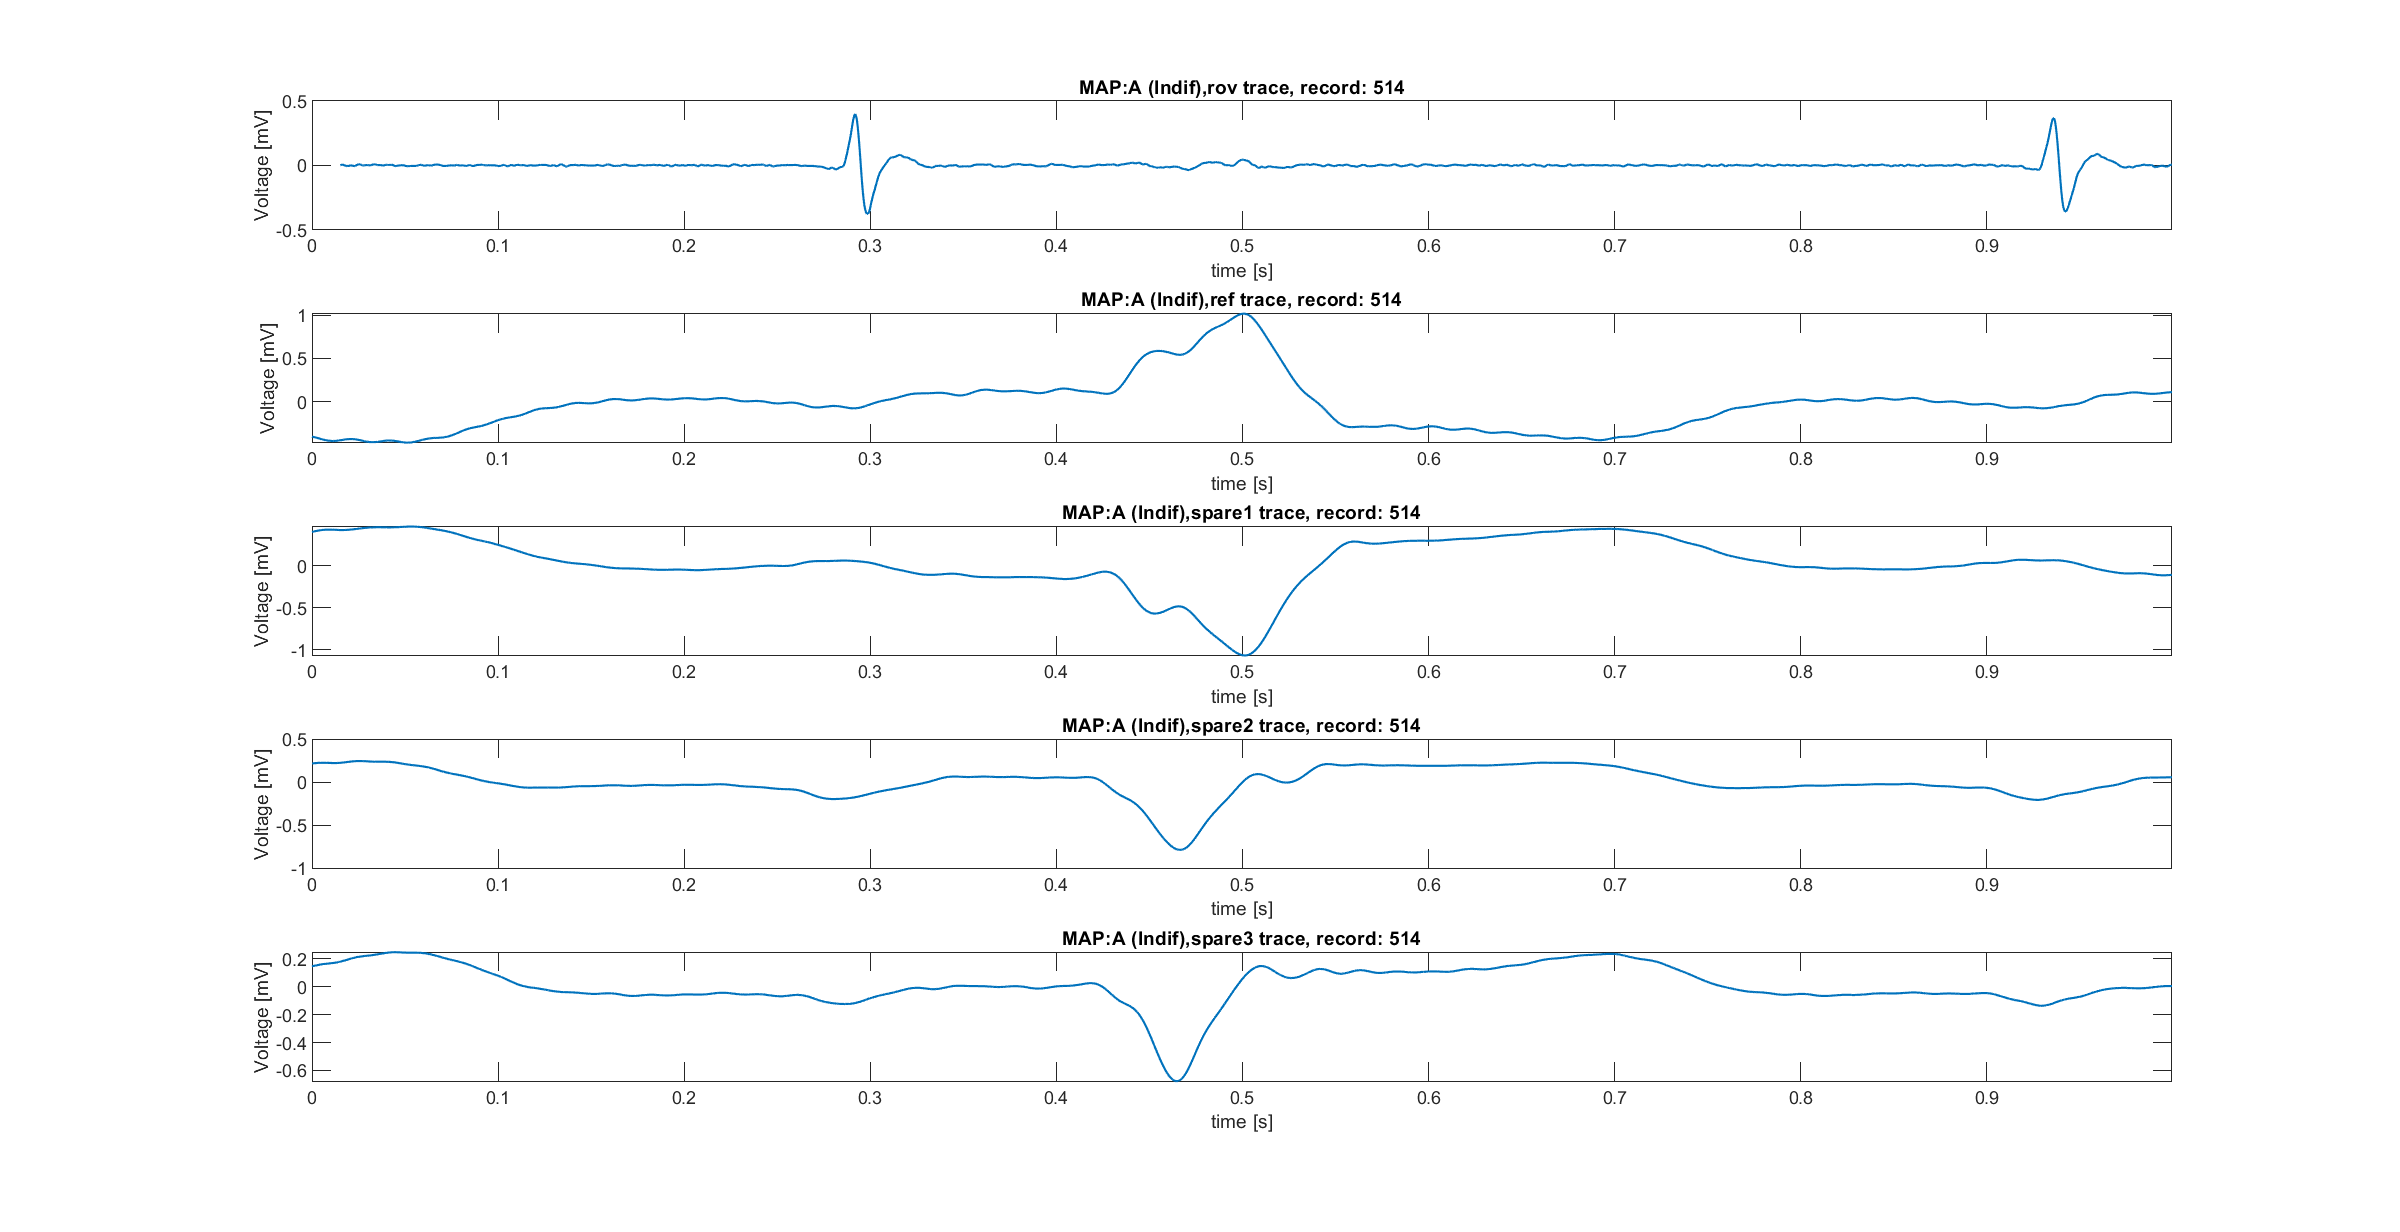 MAP:A (Indif),rov trace, record: 514
Voltage [mV]
0.5
0
-0.5
0 0.1 0.2 0.3 0.4 0.5 0.6 0.7 0.8 0.9
time [s]
MAP:A (Indif),ref trace, record: 514
Voltage [mV]
1
0.5
0
0 0.1 0.2 0.3 0.4 0.5 0.6 0.7 0.8 0.9
time [s]
MAP:A (Indif),spare1 trace, record: 514
Voltage [mV]
0
-0.5
-1
0 0.1 0.2 0.3 0.4 0.5 0.6 0.7 0.8 0.9
time [s]
MAP:A (Indif),spare2 trace, record: 514
Voltage [mV]
0.5
0
-0.5
-1
0 0.1 0.2 0.3 0.4 0.5 0.6 0.7 0.8 0.9
time [s]
MAP:A (Indif),spare3 trace, record: 514
Voltage [mV]
0.2
0
-0.2
-0.4
-0.6
0 0.1 0.2 0.3 0.4 0.5 0.6 0.7 0.8 0.9
time [s]